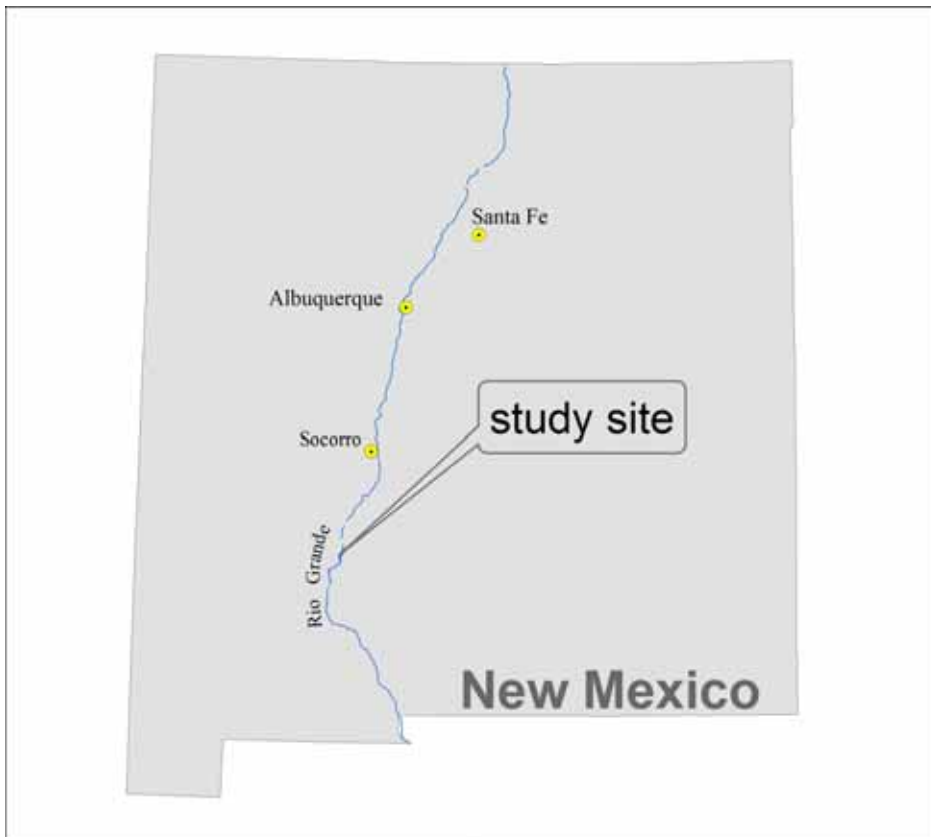 Santa Fe
Albuquerque
study site
Socorro
Rio Grande
New Mexico